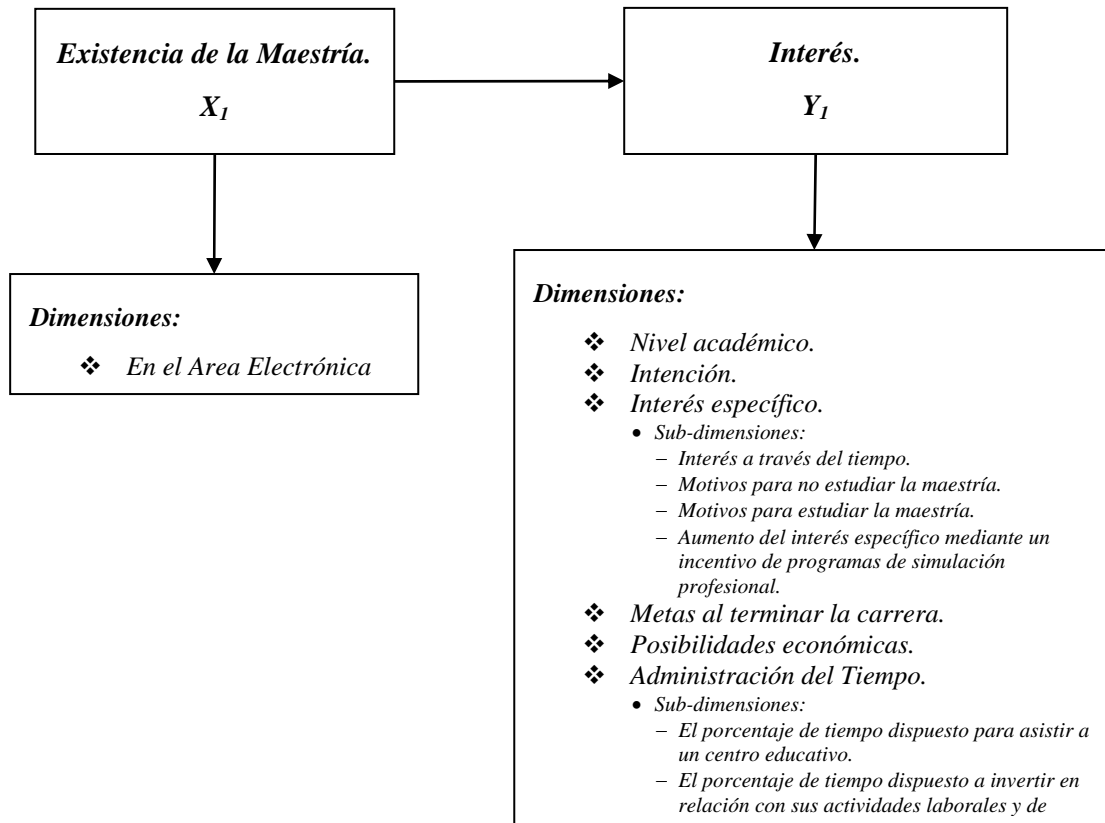 Existencia de la Maestría.
X1
Interés.
Y1
Dimensiones:
❖ En el Area Electrónica
Dimensiones:
❖ Nivel académico.
❖ Intención.
❖ Interés específico.
• Sub-dimensiones:
– Interés a través del tiempo.
– Motivos para no estudiar la maestría.
– Motivos para estudiar la maestría.
– Aumento del interés específico mediante un
incentivo de programas de simulación
profesional.
❖ Metas al terminar la carrera.
❖ Posibilidades económicas.
❖ Administración del Tiempo.
• Sub-dimensiones:
– El porcentaje de tiempo dispuesto para asistir a
un centro educativo.
– El porcentaje de tiempo dispuesto a invertir en
relación con sus actividades laborales y de